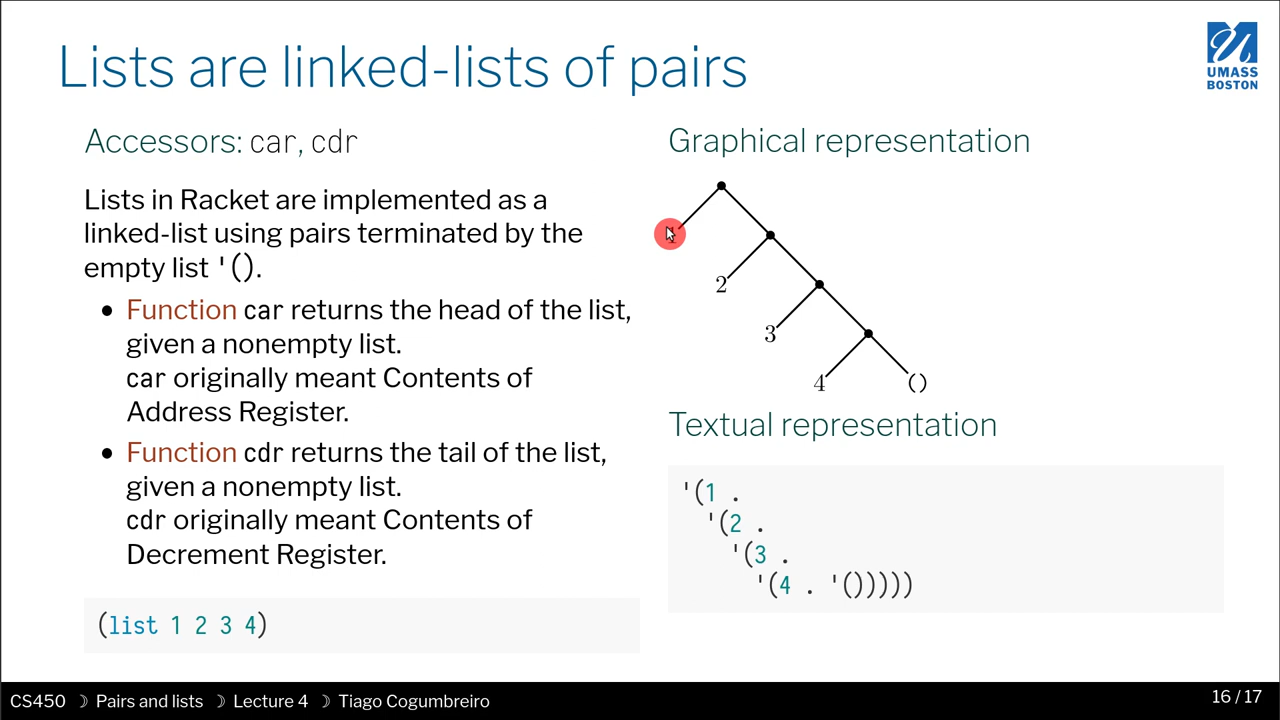 Lists are linked-lists of pairs
UMASS
BOSTON
Accessors: car, cdr
Lists in Racket are implemented as a
linked-list using pairs terminated by the
empty list '().
• Function car returns the head of the list,
given a nonempty list.
car originally meant Contents of
Address Register.
• Function cdr returns the tail of the list,
given a nonempty list.
cdr originally meant Contents of
Decrement Register.
(list 1 2 3 4)
Graphical representation
2
3
4 ()
Textual representation
'(1 .
'(2 .
'(3 .
'(4 . '()))))
CS450 ☽ Pairs and lists ☽ Lecture 4 ☽ Tiago Cogumbreiro
16 / 17